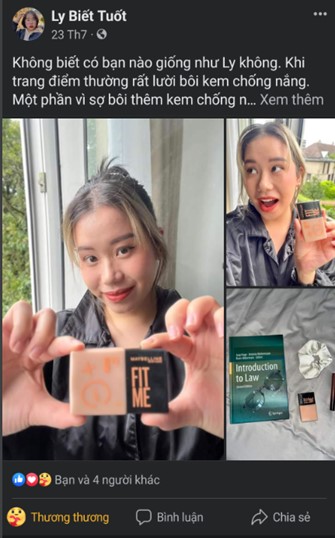 Ly Biết Tuốt
23 Th7 ·
Không biết có bạn nào giống như Ly không. Khi
trang điểm thường rất lười bôi kem chống nắng.
Một phần vì sợ bôi thêm kem chống n... Xem thêm
MAYBELLINE
FIT
ME
Introduction
to Law
Springer
Bạn và 4 người khác
Thương thương
Bình luận
Chia sẻ